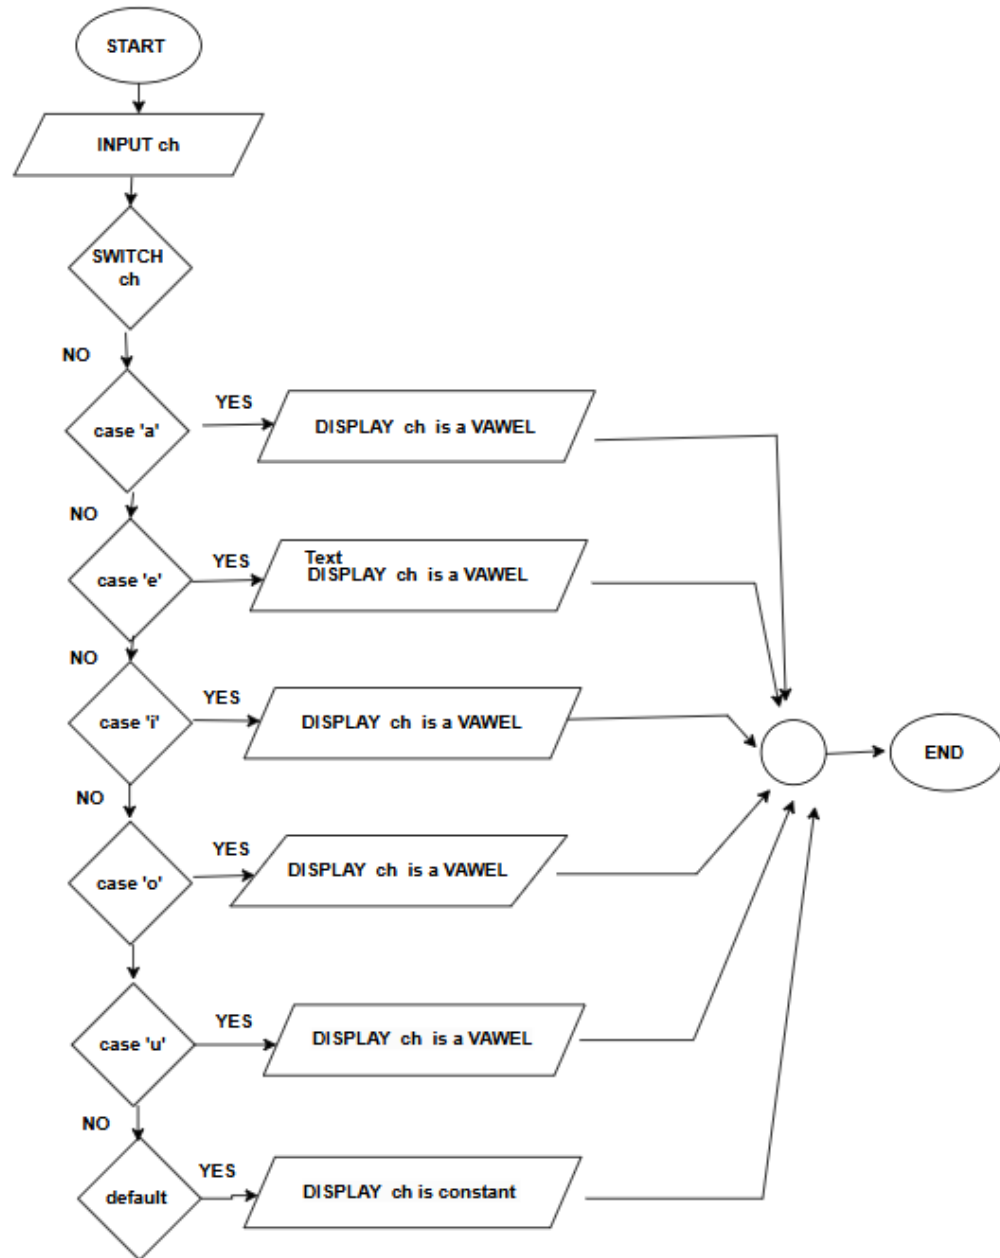 START
INPUT ch
SWITCH
ch
NO
case 'a'
YES
DISPLAY ch is a VAWEL
NO
case 'e'
YES
Text
DISPLAY ch is a VAWEL
NO
case 'i'
YES
DISPLAY ch is a VAWEL
END
NO
case 'o'
YES
DISPLAY ch is a VAWEL
case 'u'
YES
DISPLAY ch is a VAWEL
NO
default
YES
DISPLAY ch is constant